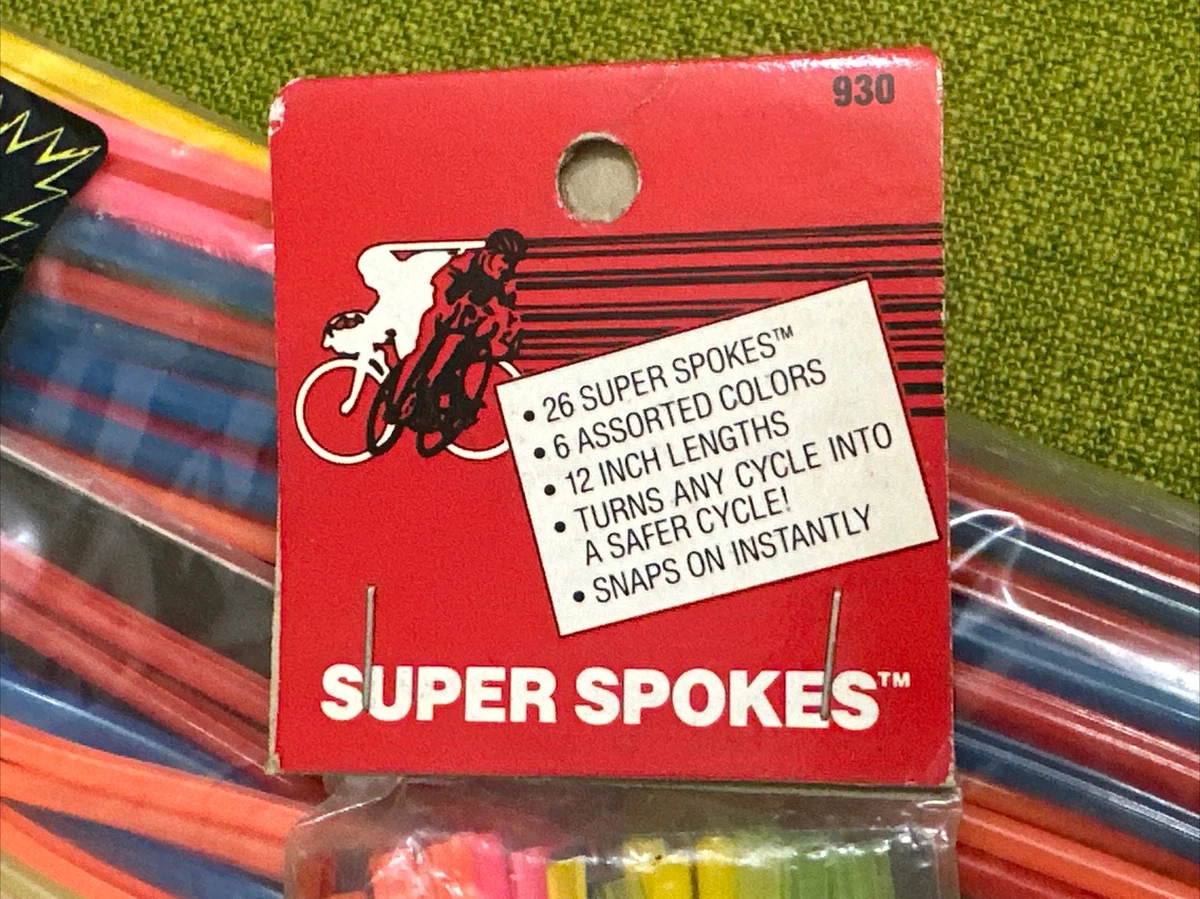 930
• 26 SUPER SPOKES™
• 6 ASSORTED COLORS
• 12 INCH LENGTHS
• TURNS ANY CYCLE INTO
A SAFER CYCLE!
• SNAPS ON INSTANTLY
SUPER SPOKES™